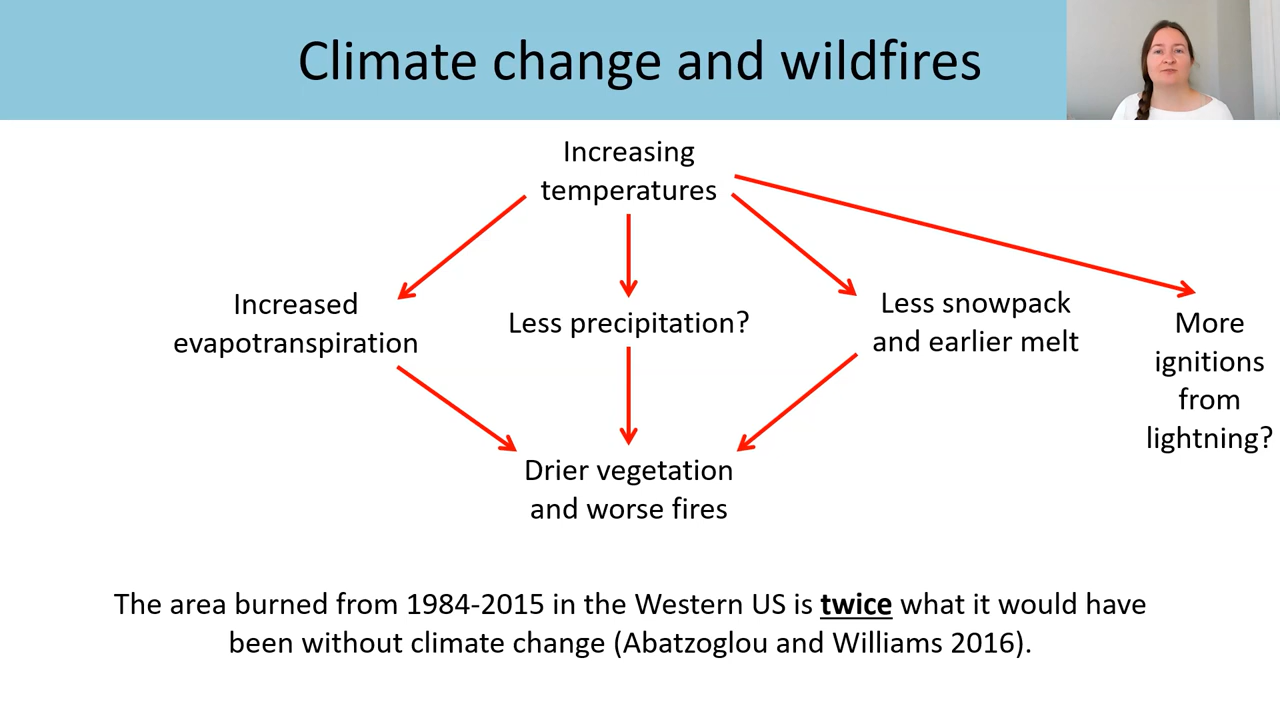 Climate change and wildfires
Increasing
temperatures
Increased
evapotranspiration
Less precipitation?
Less snowpack
and earlier melt
More
ignitions
from
lightning?
Drier vegetation
and worse fires
The area burned from 1984-2015 in the Western US is twice what it would have
been without climate change (Abatzoglou and Williams 2016).